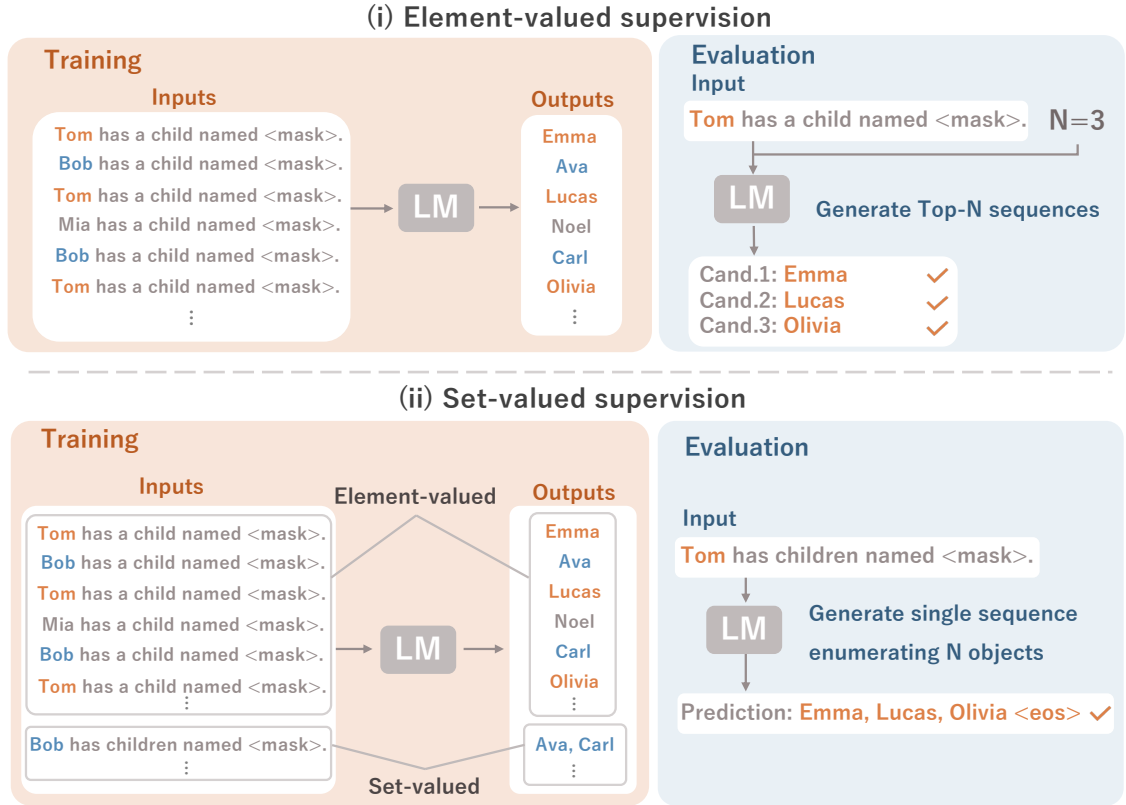 (i) Element-valued supervision
Training
Inputs
Tom has a child named <mask>.
Bob has a child named <mask>.
Tom has a child named <mask>.
Mia has a child named <mask>.
Bob has a child named <mask>.
Tom has a child named <mask>.
⋮
LM
Outputs
Emma
Ava
Lucas
Noel
Carl
Olivia
⋮
Evaluation
Input
Tom has a child named <mask>.
N=3
LM
Generate Top-N sequences
Cand.1: Emma ✓
Cand.2: Lucas ✓
Cand.3: Olivia ✓
(ii) Set-valued supervision
Training
Inputs
Element-valued
Outputs
Tom has a child named <mask>.
Bob has a child named <mask>.
Tom has a child named <mask>.
Mia has a child named <mask>.
Bob has a child named <mask>.
Tom has a child named <mask>.
⋮
LM
Emma
Ava
Lucas
Noel
Carl
Olivia
⋮
Bob has children named <mask>.
⋮
Ava, Carl
⋮
Set-valued
Evaluation
Input
Tom has children named <mask>.
LM
Generate single sequence
enumerating N objects
Prediction: Emma, Lucas, Olivia <eos> ✓